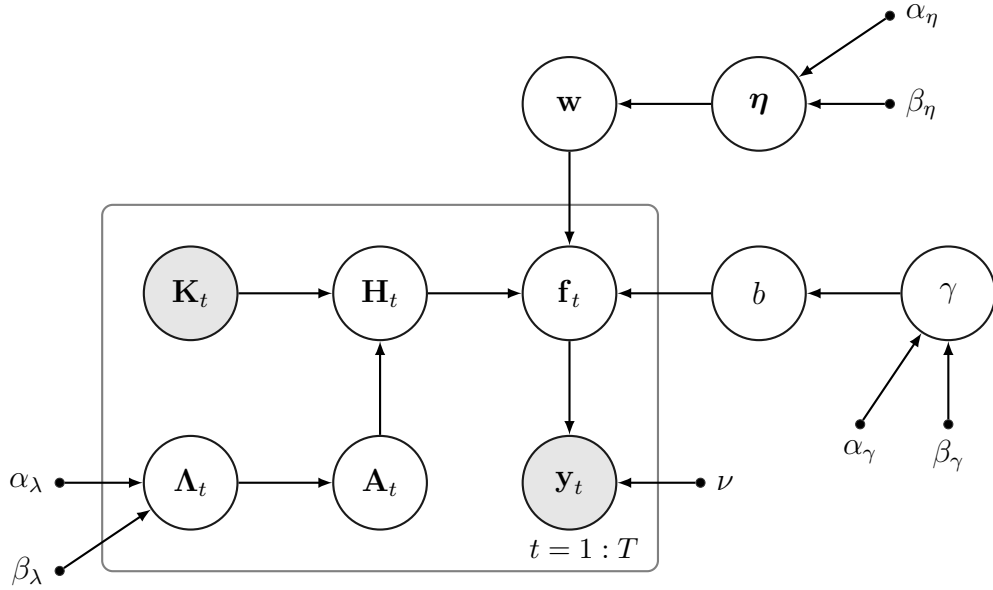 α_η
w
η
β_η
K_t
H_t
f_t
b
γ
α_λ
Λ_t
A_t
y_t
ν
α_γ
β_γ
t = 1 : T
β_λ